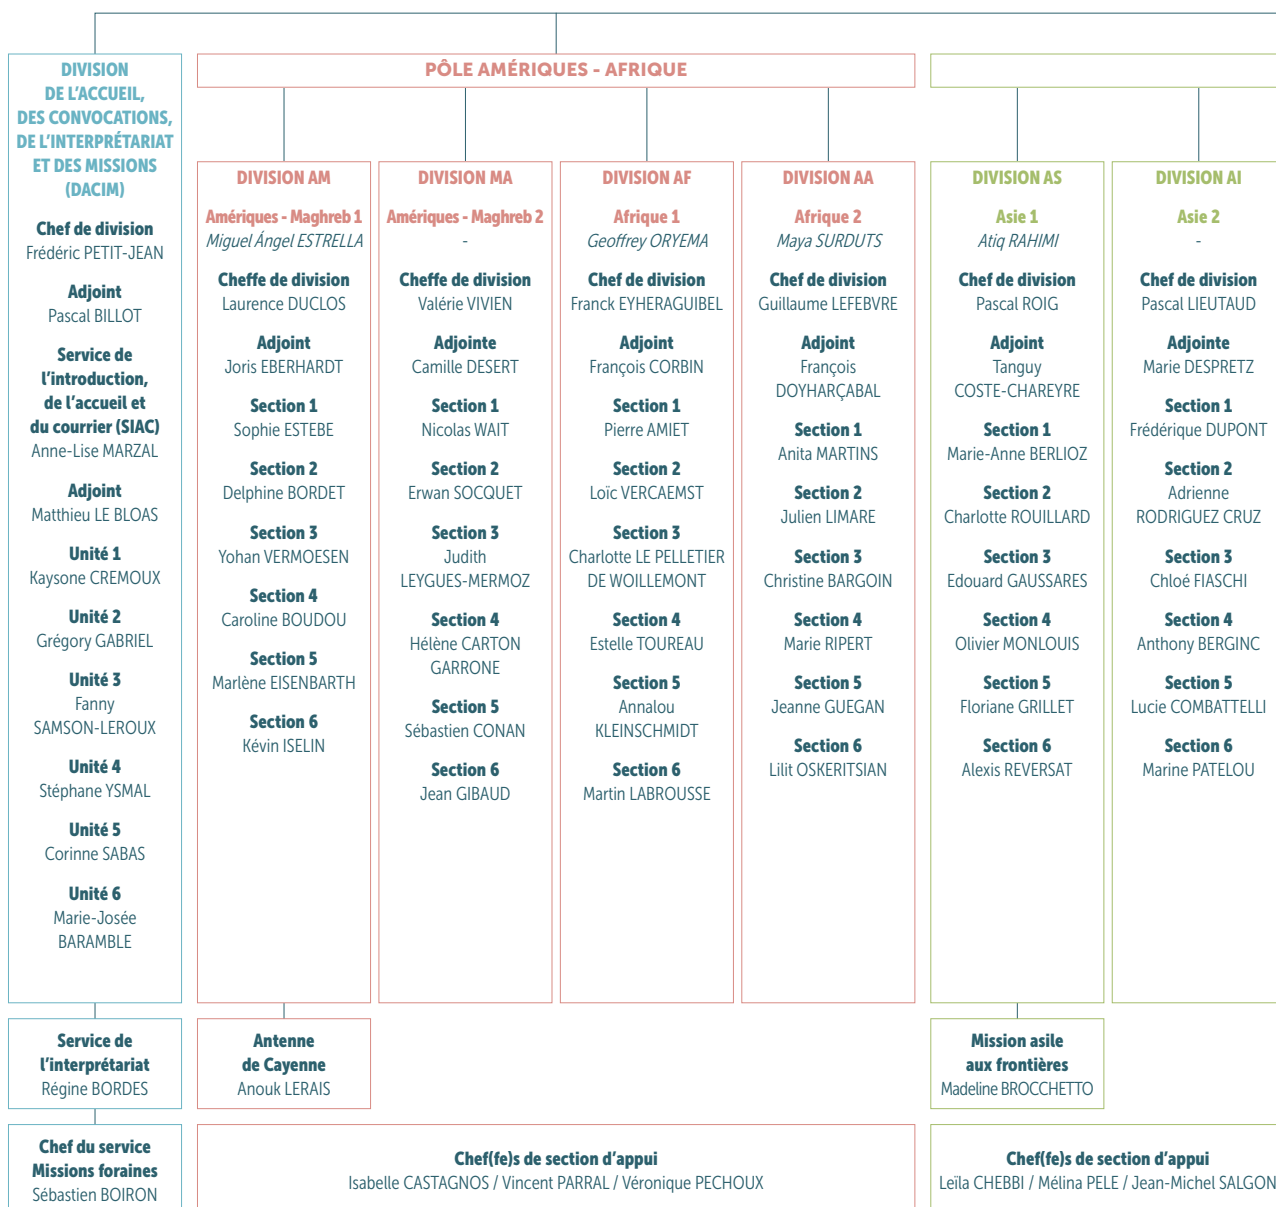 DIVISION
DE L'ACCUEIL,
DES CONVOCATIONS,
DE L'INTERPRÉTARIAT
ET DES MISSIONS
(DACIM)
Chef de division
Frédéric PETIT-JEAN
Adjoint
Pascal BILLOT
Service de
l'introduction,
de l'accueil et
du courrier (SIAC)
Anne-Lise MARZAL
Adjoint
Matthieu LE BLOAS
Unité 1
Kaysone CREMOUX
Unité 2
Grégory GABRIEL
Unité 3
Fanny
SAMSON-LEROUX
Unité 4
Stéphane YSMAL
Unité 5
Corinne SABAS
Unité 6
Marie-Josée
BARAMBLE
Service de
l'interprétariat
Régine BORDES
Chef du service
Missions foraines
Sébastien BOIRON
PÔLE AMÉRIQUES - AFRIQUE
DIVISION AM
Amériques - Maghreb 1
Miguel Ángel ESTRELLA
Cheffe de division
Laurence DUCLOS
Adjoint
Joris EBERHARDT
Section 1
Sophie ESTEBE
Section 2
Delphine BORDET
Section 3
Yohan VERMOESEN
Section 4
Caroline BOUDOU
Section 5
Marlène EISENBARTH
Section 6
Kévin ISELIN
Antenne
de Cayenne
Anouk LERAIS
DIVISION MA
Amériques - Maghreb 2
-
Cheffe de division
Valérie VIVIEN
Adjointe
Camille DESERT
Section 1
Nicolas WAIT
Section 2
Erwan SOCQUET
Section 3
Judith
LEYGUES-MERMOZ
Section 4
Hélène CARTON
GARRONE
Section 5
Sébastien CONAN
Section 6
Jean GIBAUD
DIVISION AF
Afrique 1
Geoffrey ORYEMA
Chef de division
Franck EYHERAGUIBEL
Adjoint
François CORBIN
Section 1
Pierre AMIET
Section 2
Loïc VERCAEMST
Section 3
Charlotte LE PELLETIER
DE WOILLEMONT
Section 4
Estelle TOUREAU
Section 5
Annalou
KLEINSCHMIDT
Section 6
Martin LABROUSSE
DIVISION AA
Afrique 2
Maya SURDUTS
Chef de division
Guillaume LEFEBVRE
Adjoint
François
DOYHARÇABAL
Section 1
Anita MARTINS
Section 2
Julien LIMARE
Section 3
Christine BARGOIN
Section 4
Marie RIPERT
Section 5
Jeanne GUEGAN
Section 6
Lilit OSKERITSIAN
Chef(fe)s de section d'appui
Isabelle CASTAGNOS / Vincent PARRAL / Véronique PECHOUX
DIVISION AS
Asie 1
Atiq RAHIMI
Chef de division
Pascal ROIG
Adjoint
Tanguy
COSTE-CHAREYRE
Section 1
Marie-Anne BERLIOZ
Section 2
Charlotte ROUILLARD
Section 3
Edouard GAUSSARES
Section 4
Olivier MONLOUIS
Section 5
Floriane GRILLET
Section 6
Alexis REVERSAT
Mission asile
aux frontières
Madeline BROCCHETTO
DIVISION AI
Asie 2
-
Chef de division
Pascal LIEUTAUD
Adjointe
Marie DESPRETZ
Section 1
Frédérique DUPONT
Section 2
Adrienne
RODRIGUEZ CRUZ
Section 3
Chloé FIASCHI
Section 4
Anthony BERGINC
Section 5
Lucie COMBATTELLI
Section 6
Marine PATELOU
Chef(fe)s de section d'appui
Leïla CHEBBI / Mélina PELE / Jean-Michel SALGON